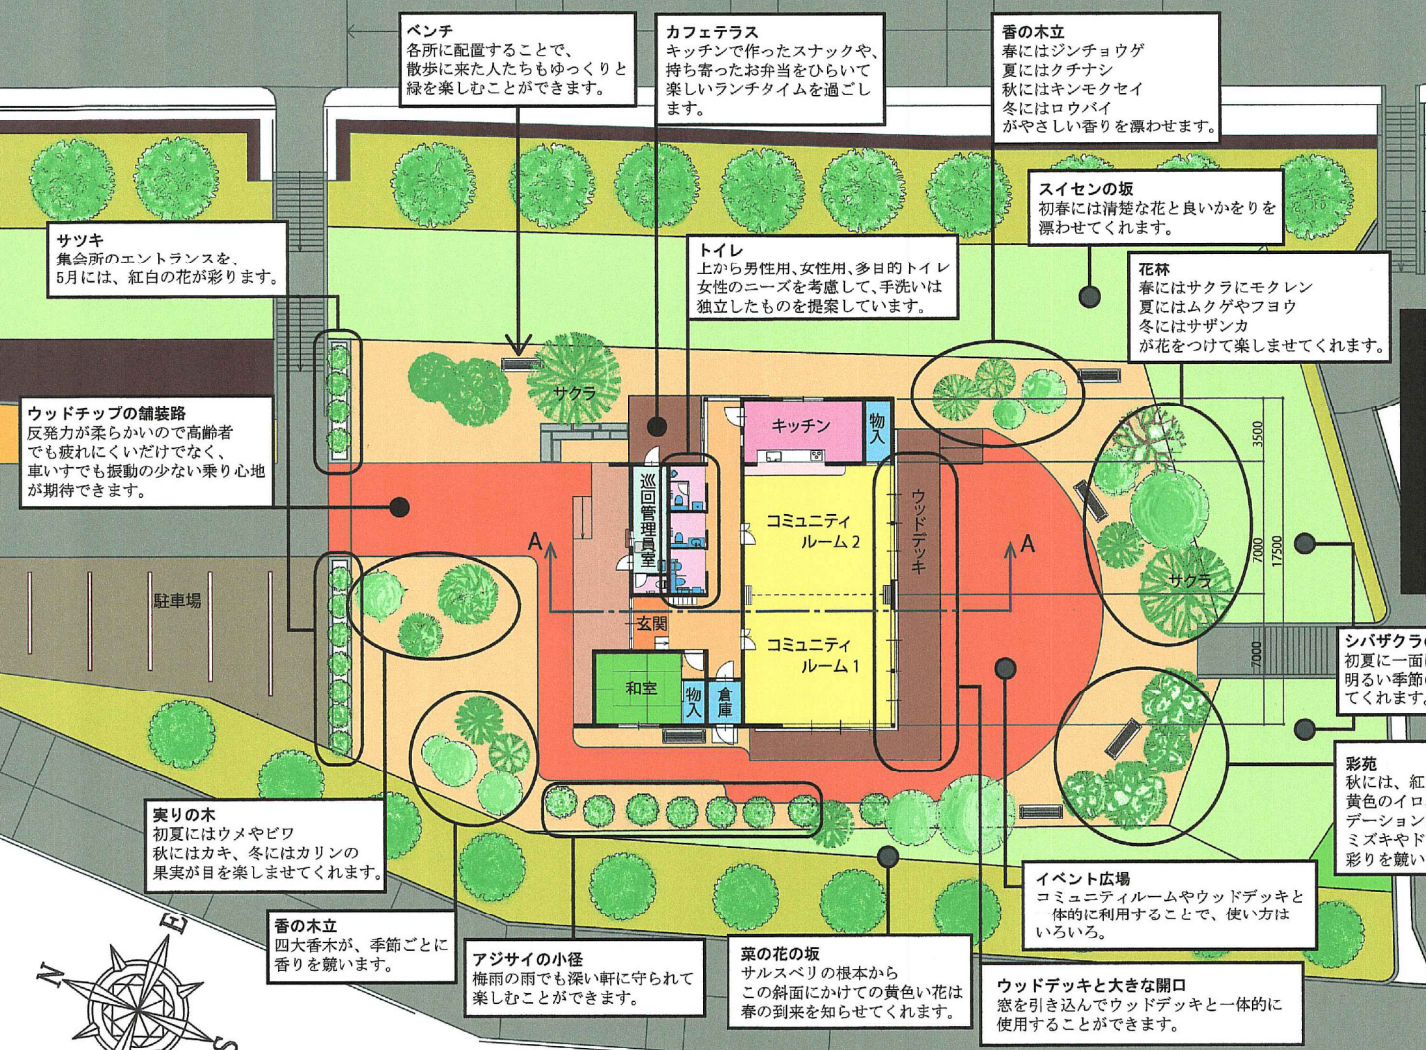 ベンチ
各所に配置することで、
散歩に来た人たちもゆっくりと
緑を楽しむことができます。
カフェテラス
キッチンで作ったスナックや、
持ち寄ったお弁当をひらいて
楽しいランチタイムを過ごし
ます。
香の木立
春にはジンチョウゲ
夏にはクチナシ
秋にはキンモクセイ
冬にはロウバイ
がやさしい香りを漂わせます。
スイセンの坂
初春には清楚な花と良いかをりを
漂わせてくれます。
サツキ
集会所のエントランスを、
5月には、紅白の花が彩ります。
トイレ
上から男性用、女性用、多目的トイレ
女性のニーズを考慮して、手洗いは
独立したものを提案しています。
花林
春にはサクラにモクレン
夏にはムクゲやフヨウ
冬にはサザンカ
が花をつけて楽しませてくれます。
ウッドチップの舗装路
反発力が柔らかいので高齢者
でも疲れにくいだけでなく、
車いすでも振動の少ない乗り心地
が期待できます。
サクラ
キッチン
物入
3500
巡回管理員室
コミュニティ
ルーム2
ウッドデッキ
A
A
7000
17500
サクラ
駐車場
玄関
コミュニティ
ルーム1
7000
和室
物入
倉庫
シバザクラ
初夏に一面
明るい季節
てくれます。
彩苑
秋には、紅
黄色のイロ
デーション
ミズキやド
彩りを競い
実りの木
初夏にはウメやビワ
秋にはカキ、冬にはカリンの
果実が目を楽しませてくれます。
イベント広場
コミュニティルームやウッドデッキと
一体的に利用することで、使い方は
いろいろ。
香の木立
四大香木が、季節ごとに
香りを競います。
アジサイの小径
梅雨の雨でも深い軒に守られて
楽しむことができます。
菜の花の坂
サルスベリの根本から
この斜面にかけての黄色い花は
春の到来を知らせてくれます。
ウッドデッキと大きな開口
窓を引き込んでウッドデッキと一体的に
使用することができます。
E
N
S